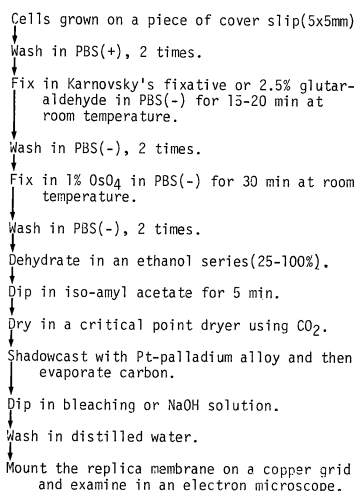 Cells grown on a piece of cover slip(5x5mm)
Wash in PBS(+), 2 times.
Fix in Karnovsky's fixative or 2.5% glutar-
aldehyde in PBS(-) for 15-20 min at
room temperature.
Wash in PBS(-), 2 times.
Fix in 1% OsO4 in PBS(-) for 30 min at room
temperature.
Wash in PBS(-), 2 times.
Dehydrate in an ethanol series(25-100%).
Dip in iso-amyl acetate for 5 min.
Dry in a critical point dryer using CO2.
Shadowcast with Pt-palladium alloy and then
evaporate carbon.
Dip in bleaching or NaOH solution.
Wash in distilled water.
Mount the replica membrane on a copper grid
and examine in an electron microscope.